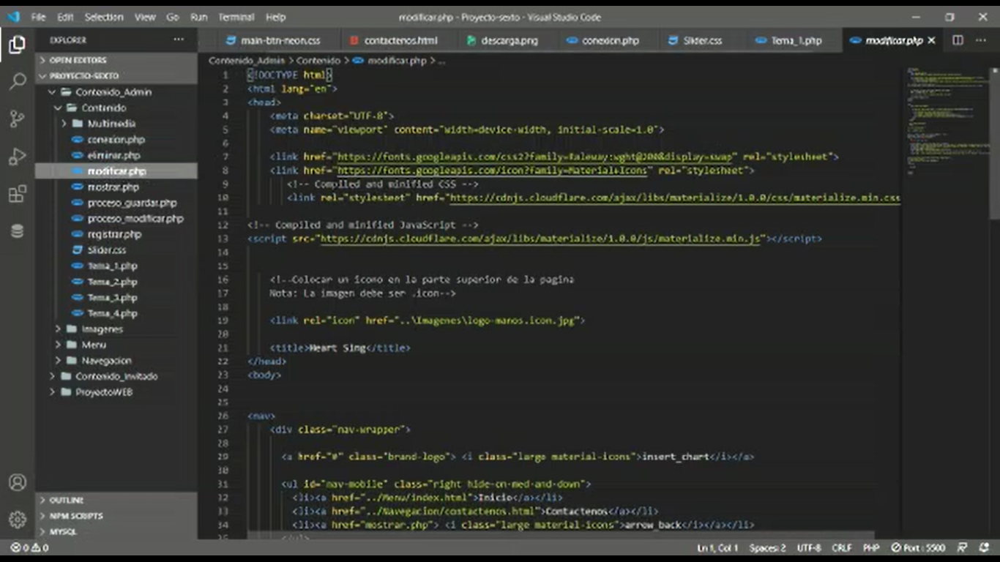 File Edit Selection View Go Run Terminal Help
modificar.php - Proyecto-sexto - Visual Studio Code
EXPLORER ...
OPEN EDITORS
PROYECTO-SEXTO
Contenido_Admin
Contenido
Multimedia
conexion.php
eliminar.php
modificar.php
mostrar.php
proceso_guardar.php
proceso_modificar.php
registrar.php
Slider.css
Tema_1.php
Tema_2.php
Tema_3.php
Tema_4.php
Imagenes
Menu
Navegacion
Contenido_Invitado
ProyectoWEB
OUTLINE
NPM SCRIPTS
MYSQL
main-btn-neon.css contactenos.html descarga.png conexion.php Slider.css Tema_1.php modificar.php
Contenido_Admin > Contenido > modificar.php > ...
1 <!DOCTYPE html>
2 <html lang="en">
3 <head>
4 <meta charset="UTF-8">
5 <meta name="viewport" content="width=device-width, initial-scale=1.0">
6
7 <link href="https://fonts.googleapis.com/css2?family=Raleway:wght@200&display=swap" rel="stylesheet">
8 <link href="https://fonts.googleapis.com/icon?family=Material+Icons" rel="stylesheet">
9 <!-- Compiled and minified CSS -->
10 <link rel="stylesheet" href="https://cdnjs.cloudflare.com/ajax/libs/materialize/1.0.0/css/materialize.min.css
11
12 <!-- Compiled and minified JavaScript -->
13 <script src="https://cdnjs.cloudflare.com/ajax/libs/materialize/1.0.0/js/materialize.min.js"></script>
14
15
16 <!--Colocar un icono en la parte superior de la pagina
17 Nota: La imagen debe ser .icon-->
18
19 <link rel="icon" href="..\Imagenes\logo-manos.icon.jpg">
20
21 <title>Heart Sing</title>
22 </head>
23 <body>
24
25
26 <nav>
27 <div class="nav-wrapper">
28
29 <a href="#" class="brand-logo"> <i class="large material-icons">insert_chart</i></a>
30
31 <ul id="nav-mobile" class="right hide-on-med-and-down">
32 <li><a href="../Menu/index.html">Inicio</a></li>
33 <li><a href="../Navegacion/contactenos.html">Contactenos</a></li>
34 <li><a href="mostrar.php"> <i class="large material-icons">arrow_back</i></a></li>
35 </ul>
0 0
Ln 1, Col 1 Spaces: 2 UTF-8 CRLF PHP Port : 5500